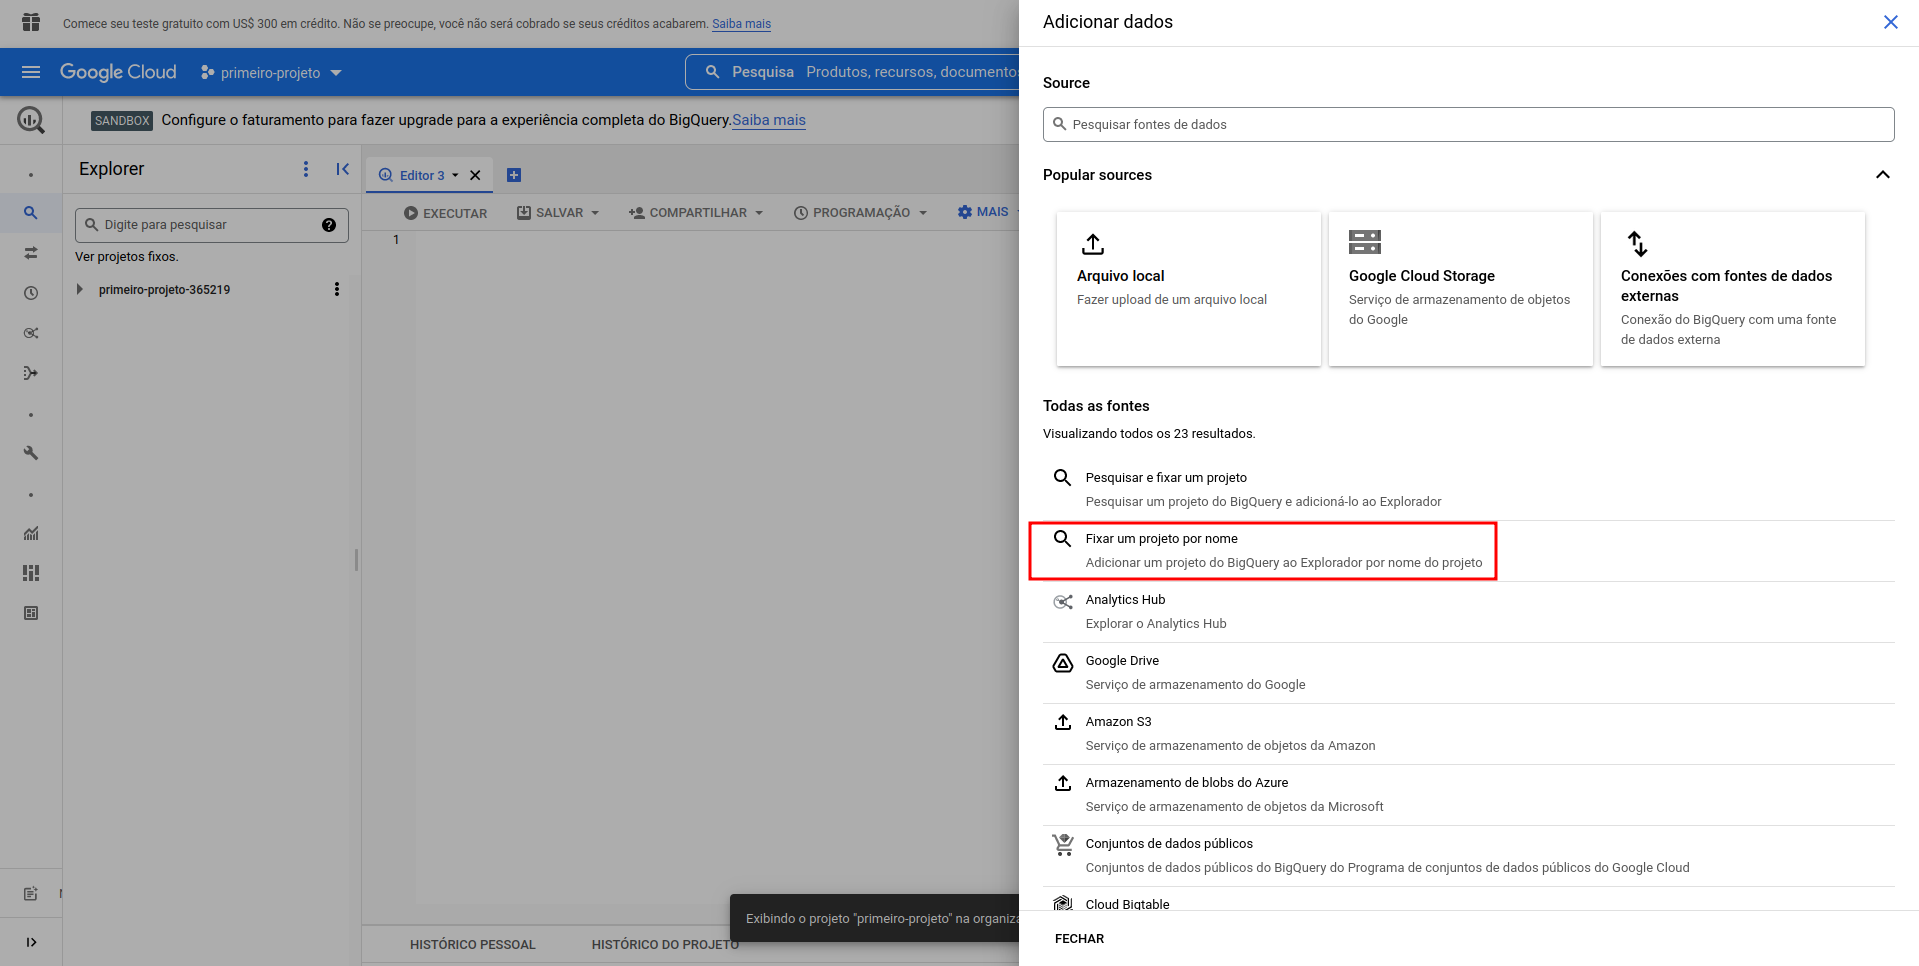 Comece seu teste gratuito com US$ 300 em crédito. Não se preocupe, você não será cobrado se seus créditos acabarem. Saiba mais
Google Cloud
primeiro-projeto
Pesquisa Produtos, recursos, documentos
SANDBOX Configure o faturamento para fazer upgrade para a experiência completa do BigQuery. Saiba mais
Explorer
Digite para pesquisar
Ver projetos fixos.
primeiro-projeto-365219
Editor 3
EXECUTAR
SALVAR
COMPARTILHAR
PROGRAMAÇÃO
MAIS
1
Exibindo o projeto "primeiro-projeto" na organiza
HISTÓRICO PESSOAL
HISTÓRICO DO PROJETO
Adicionar dados
Source
Pesquisar fontes de dados
Popular sources
Arquivo local
Fazer upload de um arquivo local
Google Cloud Storage
Serviço de armazenamento de objetos
do Google
Conexões com fontes de dados
externas
Conexão do BigQuery com uma fonte
de dados externa
Todas as fontes
Visualizando todos os 23 resultados.
Pesquisar e fixar um projeto
Pesquisar um projeto do BigQuery e adicioná-lo ao Explorador
Fixar um projeto por nome
Adicionar um projeto do BigQuery ao Explorador por nome do projeto
Analytics Hub
Explorar o Analytics Hub
Google Drive
Serviço de armazenamento do Google
Amazon S3
Serviço de armazenamento de objetos da Amazon
Armazenamento de blobs do Azure
Serviço de armazenamento de objetos da Microsoft
Conjuntos de dados públicos
Conjuntos de dados públicos do BigQuery do Programa de conjuntos de dados públicos do Google Cloud
Cloud Bigtable
FECHAR